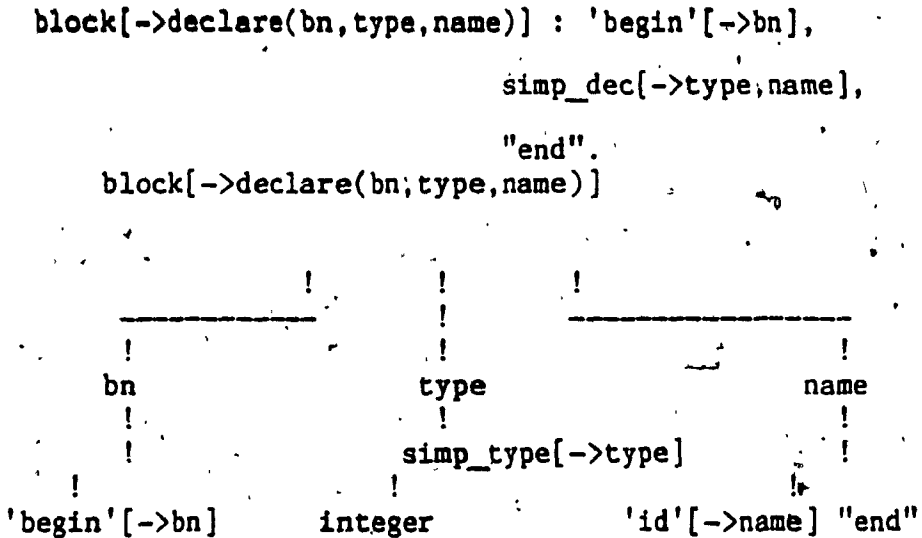 block[->declare(bn,type,name)] : 'begin'[->bn],
simp_dec[->type,name],
"end".
block[->declare(bn,type,name)]
! ! !
--------------- ! ---------------------
! ! !
bn type name
! ! !
! simp_type[->type] !
! ! !
'begin'[->bn] integer 'id'[->name] "end"